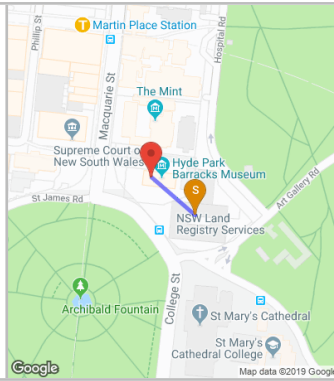 Phillip St
T
Martin Place Station
Hospital Rd
Macquarie St
The Mint
Supreme Court of
New South Wales
Hyde Park
Barracks Museum
S
St James Rd
NSW Land
Registry Services
Art Gallery Rd
College St
Archibald Fountain
St Mary's Cathedral
St Mary's
Cathedral College
Google
Map data ©2019 Google